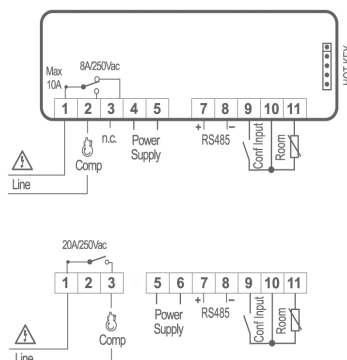 HOT KEY
Max
10A
8A/250Vac
1 2 3 4 5 7 8 9 10 11
n.c.
Power
Supply
+ –
RS485
Conf Input
Room
Comp
Line
20A/250Vac
1 2 3 5 6 7 8 9 10 11
Power
Supply
+ –
RS485
Conf Input
Room
Comp
Line